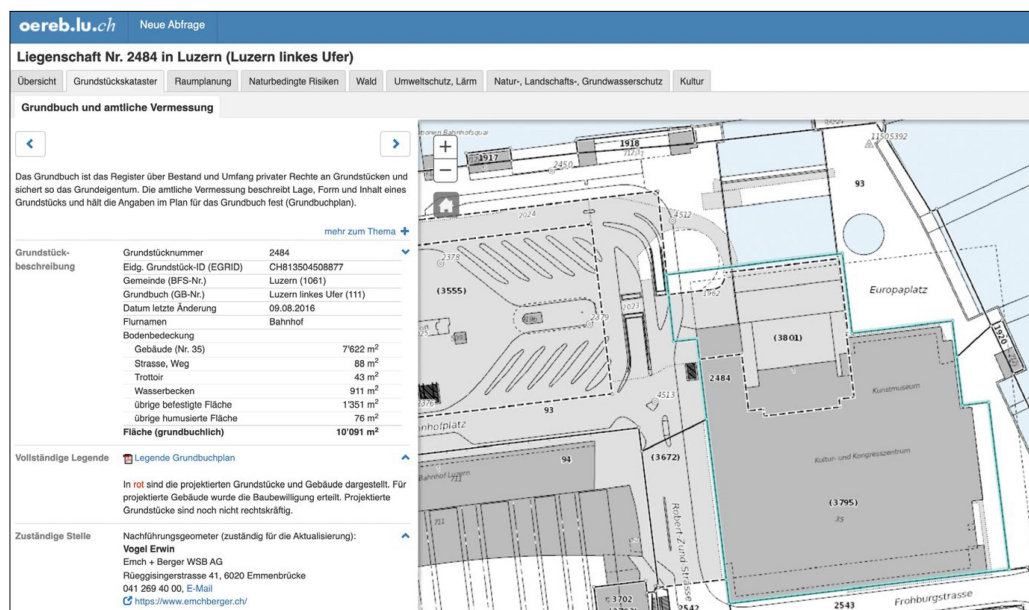 oereb.lu.ch Neue Abfrage
Liegenschaft Nr. 2484 in Luzern (Luzern linkes Ufer)
Übersicht Grundstückskataster Raumplanung Naturbedingte Risiken Wald Umweltschutz, Lärm Natur-, Landschafts-, Grundwasserschutz Kultur
Grundbuch und amtliche Vermessung
Das Grundbuch ist das Register über Bestand und Umfang privater Rechte an Grundstücken und
sichert so das Grundeigentum. Die amtliche Vermessung beschreibt Lage, Form und Inhalt eines
Grundstücks und hält die Angaben im Plan für das Grundbuch fest (Grundbuchplan).
mehr zum Thema +
Grundstück-
beschreibung
Grundstücknummer 2484
Eidg. Grundstück-ID (EGRID) CH813504508877
Gemeinde (BFS-Nr.) Luzern (1061)
Grundbuch (GB-Nr.) Luzern linkes Ufer (111)
Datum letzte Änderung 09.08.2016
Flurnamen Bahnhof
Bodenbedeckung
Gebäude (Nr. 35) 7'622 m²
Strasse, Weg 88 m²
Trottoir 43 m²
Wasserbecken 911 m²
übrige befestigte Fläche 1'351 m²
übrige humusierte Fläche 76 m²
Fläche (grundbuchlich) 10'091 m²
Vollständige Legende Legende Grundbuchplan
In rot sind die projektierten Grundstücke und Gebäude dargestellt. Für
projektierte Gebäude wurde die Baubewilligung erteilt. Projektierte
Grundstücke sind noch nicht rechtskräftig.
Zuständige Stelle Nachführungsgeometer (zuständig für die Aktualisierung):
Vogel Erwin
Emch + Berger WSB AG
Rüeggisingerstrasse 41, 6020 Emmenbrücke
041 269 40 00, E-Mail
https://www.emchberger.ch/
+
−
1917
1918
2450
11505392
93
2024
4512
2378
(3555)
1962
2023
2379
Europaplatz
1920
(3801)
2484
Kunstmuseum
4513
93
(3672)
Kultur- und Kongresszentrum
94
Bahnhof Luzern
711
(3795)
711
Robert-Zünd-Strasse
3702
2542
2543
Frohburgstrasse